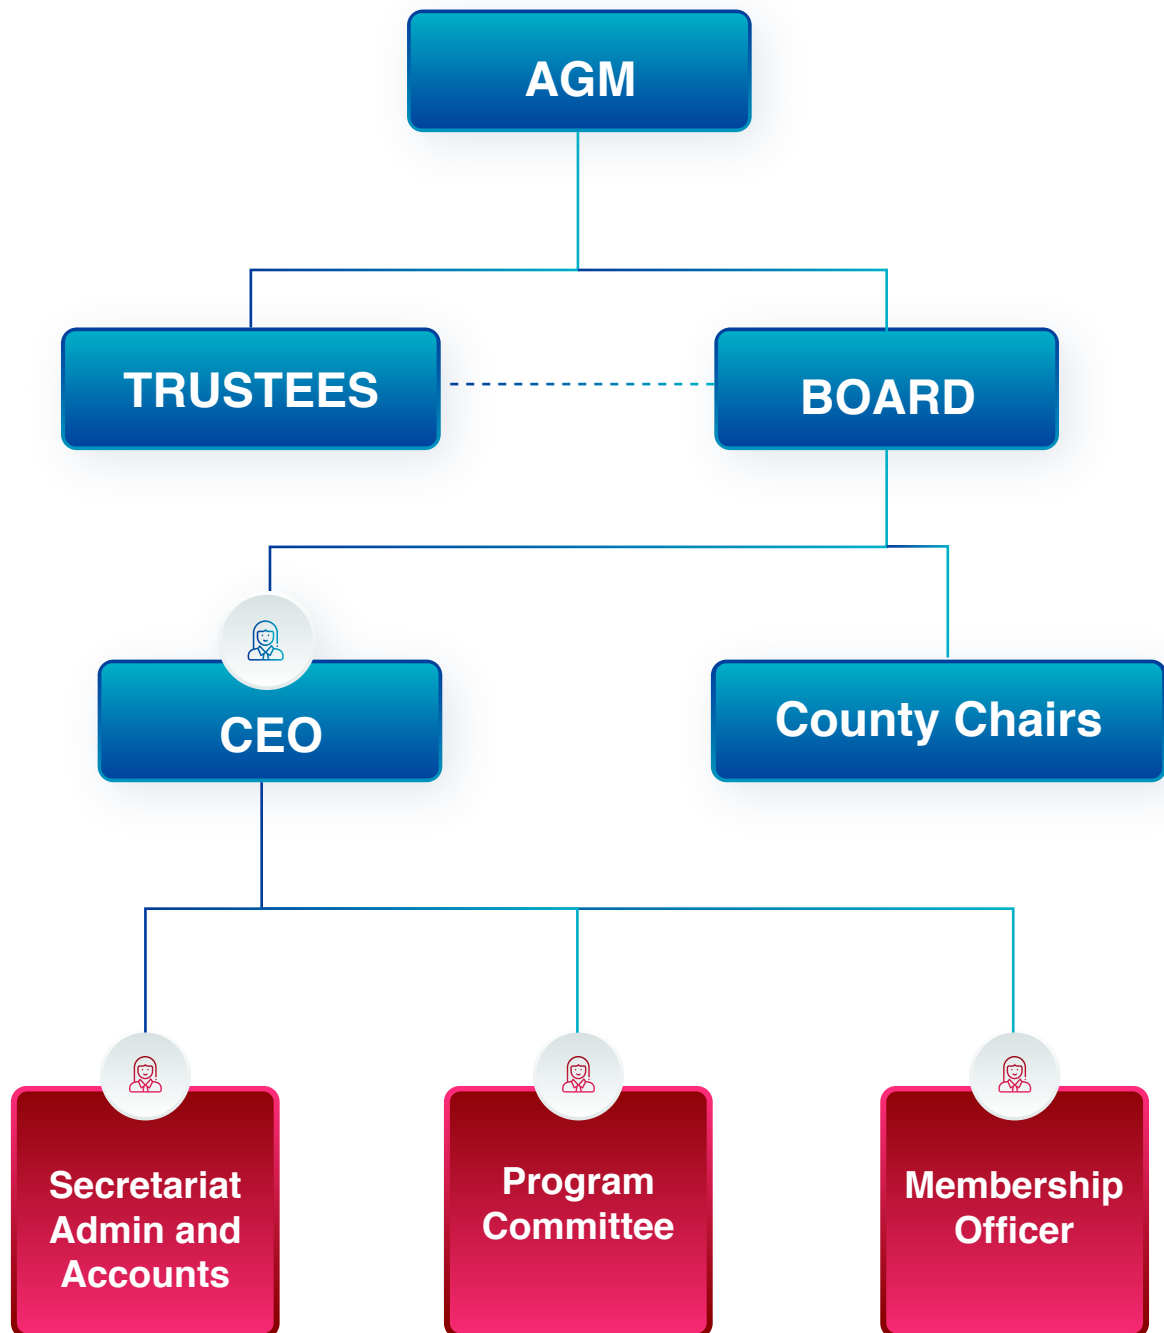 AGM
TRUSTEES
BOARD
CEO
County Chairs
Secretariat
Admin and
Accounts
Program
Committee
Membership
Officer